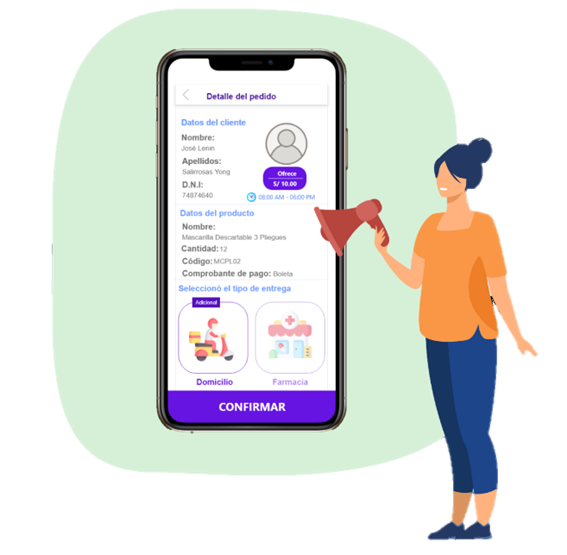 Detalle del pedido
Datos del cliente
Nombre:
José Lenin
Apellidos:
Salirrosas Yong
Ofrece
S/ 10.00
D.N.I:
74874640
08:00 AM - 06:00 PM
Datos del producto
Nombre:
Mascarilla Descartable 3 Pliegues
Cantidad: 12
Código: MCPL02
Comprobante de pago: Boleta
Seleccionó el tipo de entrega
Adicional
Domicilio Farmacia
CONFIRMAR